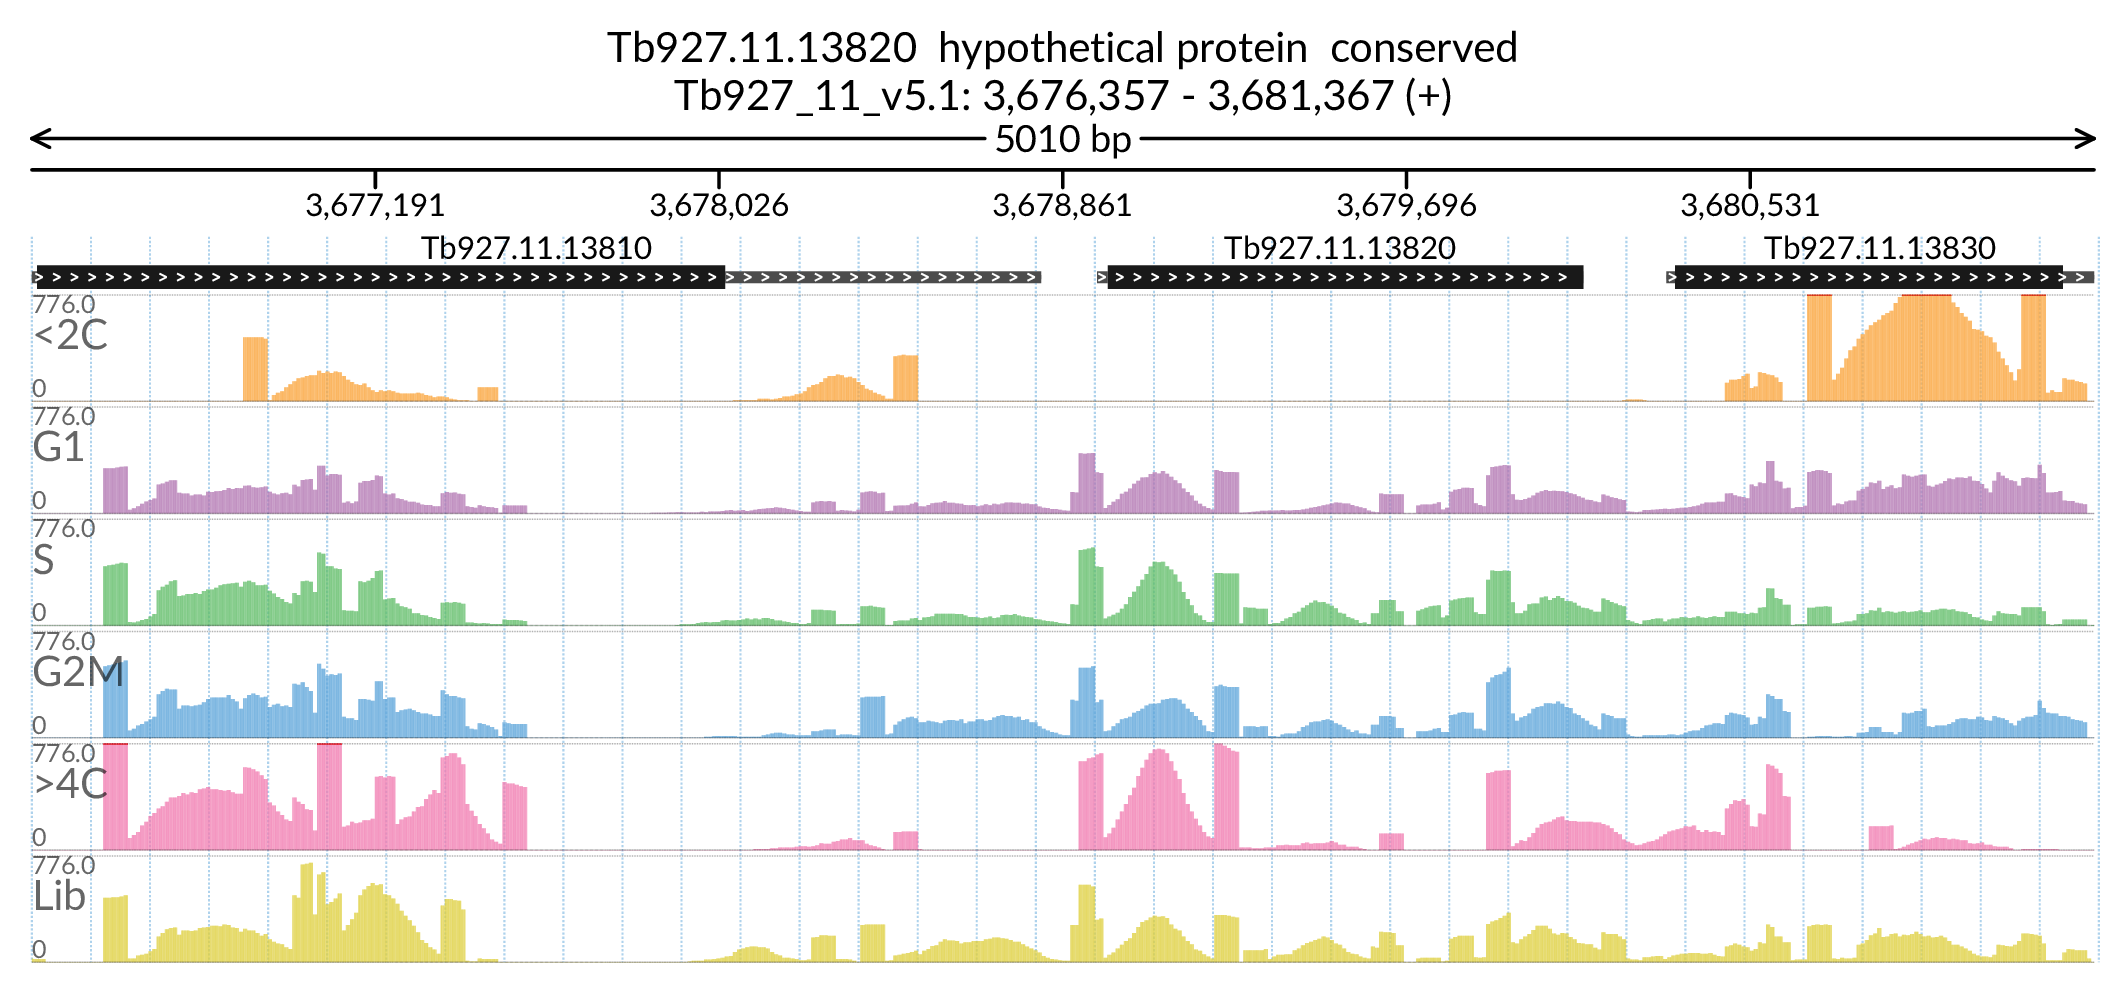 Tb927.11.13820 hypothetical protein conserved
Tb927_11_v5.1: 3,676,357 - 3,681,367 (+)
5010 bp
3,677,191 3,678,026 3,678,861 3,679,696 3,680,531
Tb927.11.13810 Tb927.11.13820 Tb927.11.13830
776.0
<2C
0
776.0
G1
0
776.0
S
0
776.0
G2M
0
776.0
>4C
0
776.0
Lib
0